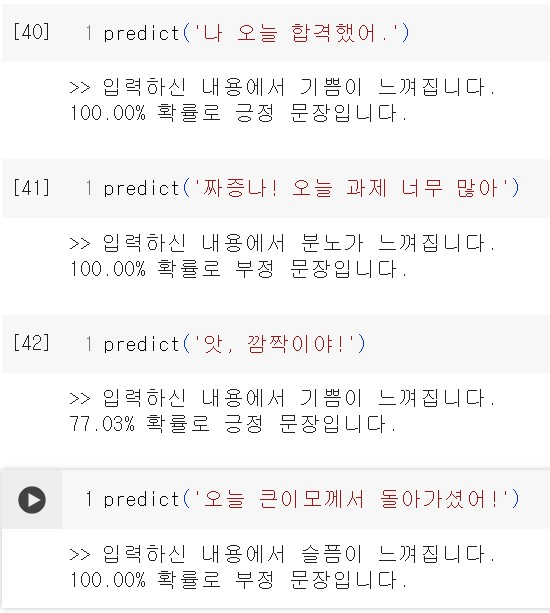 [40] 1 predict('나 오늘 합격했어.')
>> 입력하신 내용에서 기쁨이 느껴집니다.
100.00% 확률로 긍정 문장입니다.
[41] 1 predict('짜증나! 오늘 과제 너무 많아')
>> 입력하신 내용에서 분노가 느껴집니다.
100.00% 확률로 부정 문장입니다.
[42] 1 predict('앗, 깜짝이야!')
>> 입력하신 내용에서 기쁨이 느껴집니다.
77.03% 확률로 긍정 문장입니다.
1 predict('오늘 큰이모께서 돌아가셨어!')
>> 입력하신 내용에서 슬픔이 느껴집니다.
100.00% 확률로 부정 문장입니다.